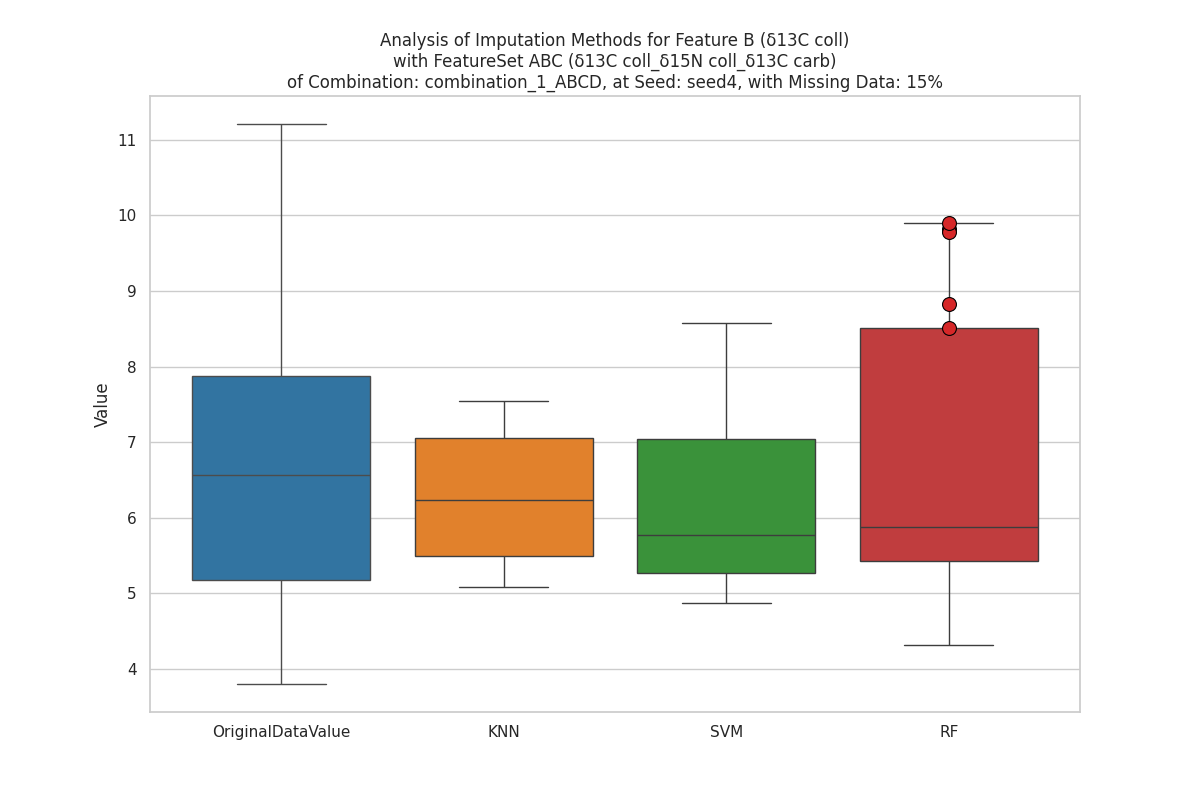 Analysis of Imputation Methods for Feature B (δ13C coll)
with FeatureSet ABC (δ13C coll_δ15N coll_δ13C carb)
of Combination: combination_1_ABCD, at Seed: seed4, with Missing Data: 15%
11
10
9
8
7
6
5
4
Value
OriginalDataValue
KNN
SVM
RF